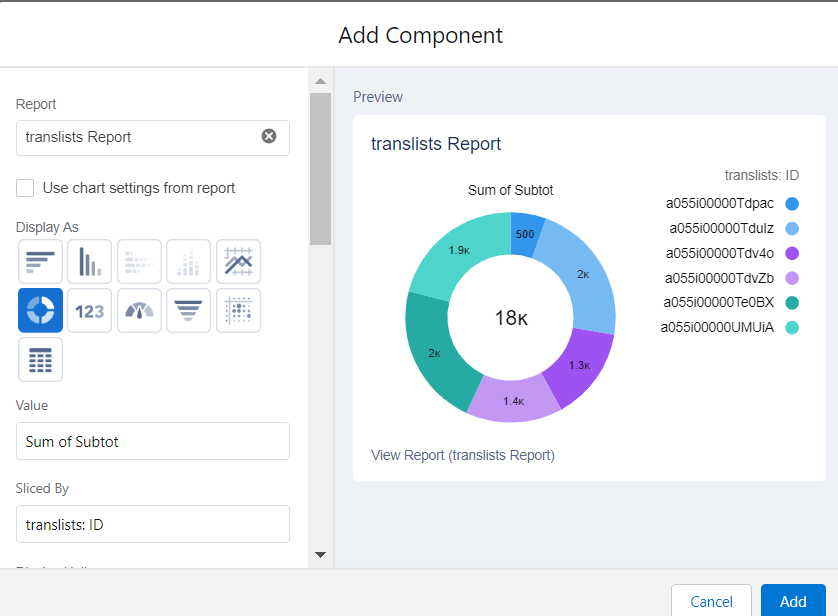 Add Component
Report
translists Report
Use chart settings from report
Display As
123
Value
Sum of Subtot
Sliced By
translists: ID
Preview
translists Report
Sum of Subtot
500
2K
1.3K
1.4K
2K
1.9K
18K
translists: ID
a055i00000Tdpac
a055i00000TduIz
a055i00000Tdv4o
a055i00000TdvZb
a055i00000Te0BX
a055i00000UMUiA
View Report (translists Report)
Cancel
Add